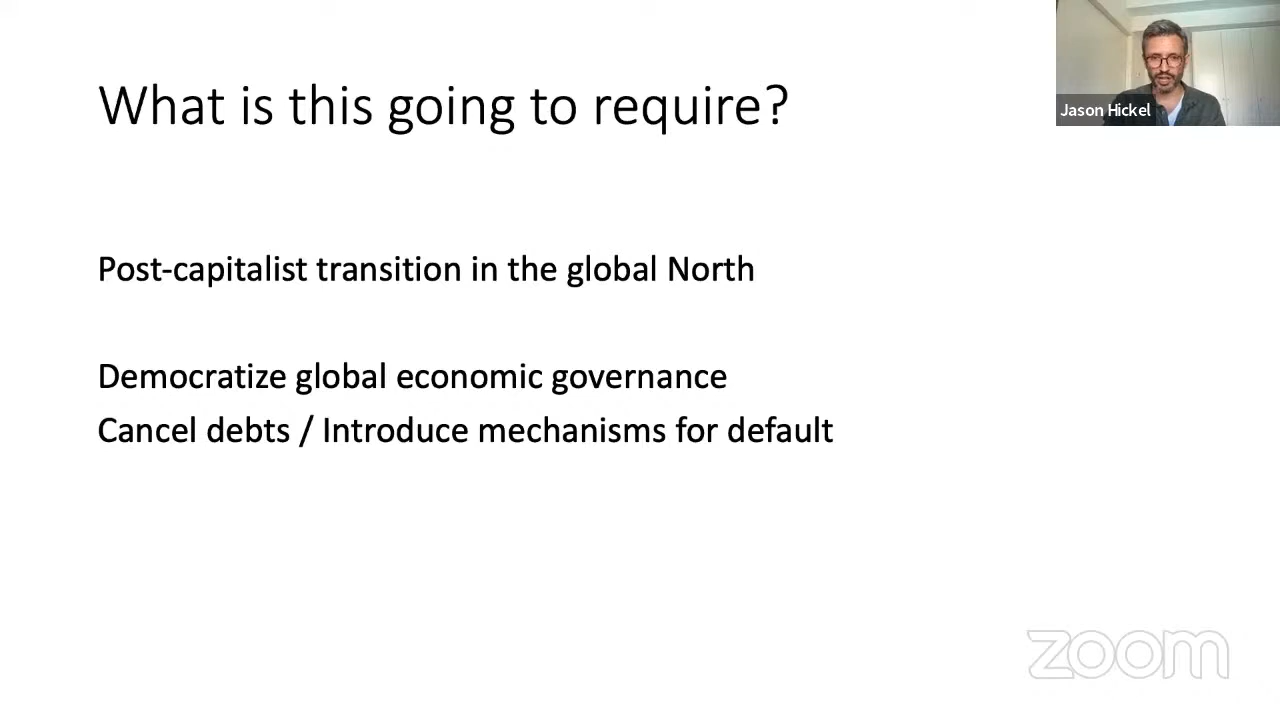 What is this going to require?
Jason Hickel
Post-capitalist transition in the global North
Democratize global economic governance
Cancel debts / Introduce mechanisms for default
zoom